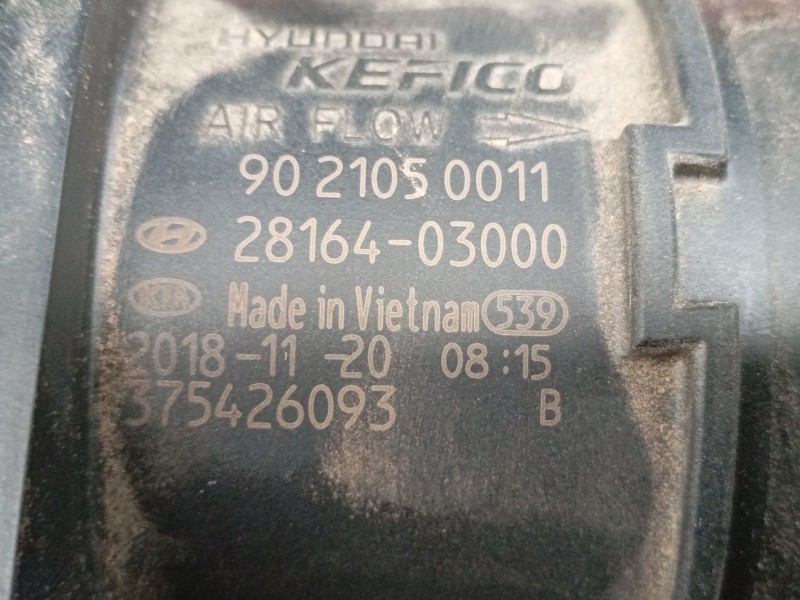 HYUNDAI
KEFICO
AIR FLOW
90 2105 0011
28164-03000
KIA Made in Vietnam 539
2018-11-20 08:15
375426093 B